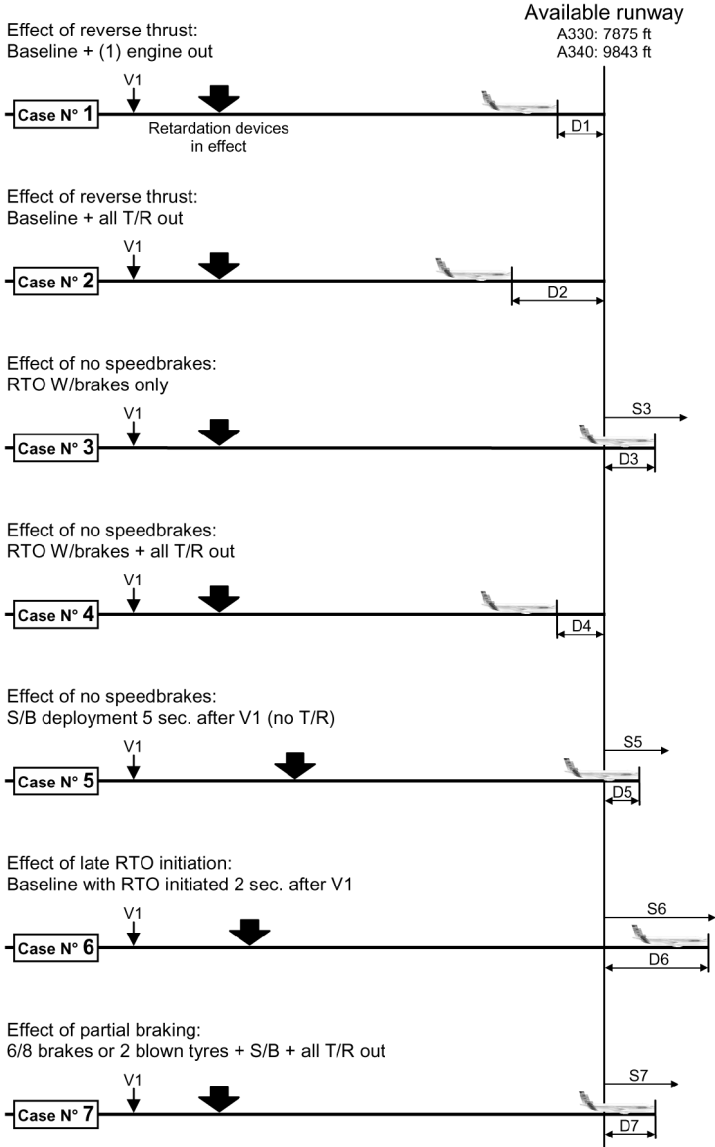 Available runway
A330: 7875 ft
A340: 9843 ft
Effect of reverse thrust:
Baseline + (1) engine out
V1
Case N° 1
Retardation devices
in effect
D1
Effect of reverse thrust:
Baseline + all T/R out
V1
Case N° 2
D2
Effect of no speedbrakes:
RTO W/brakes only
V1
S3
Case N° 3
D3
Effect of no speedbrakes:
RTO W/brakes + all T/R out
V1
Case N° 4
D4
Effect of no speedbrakes:
S/B deployment 5 sec. after V1 (no T/R)
V1
S5
Case N° 5
D5
Effect of late RTO initiation:
Baseline with RTO initiated 2 sec. after V1
V1
S6
Case N° 6
D6
Effect of partial braking:
6/8 brakes or 2 blown tyres + S/B + all T/R out
V1
S7
Case N° 7
D7